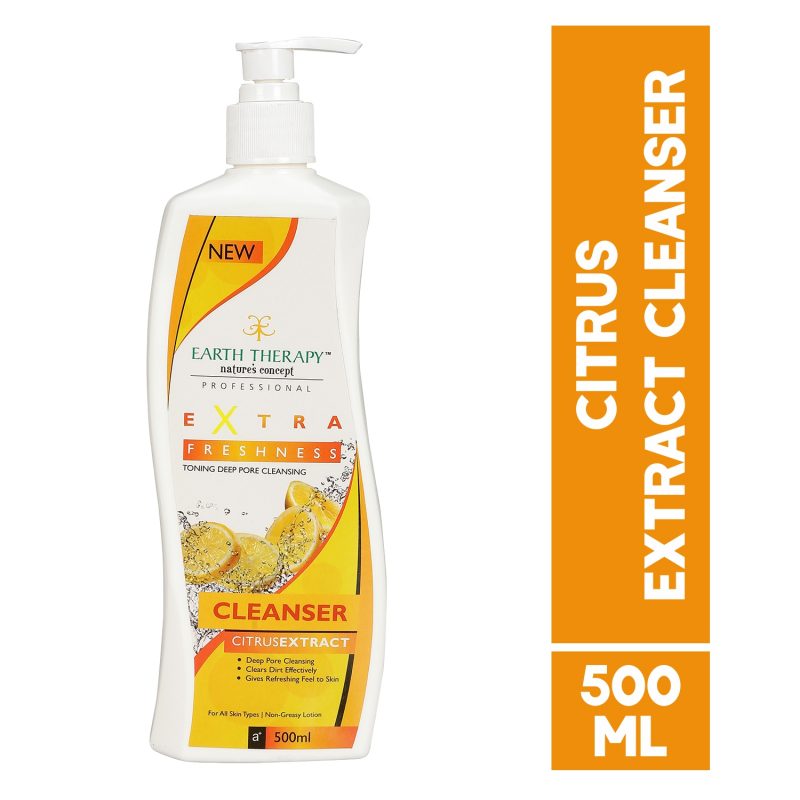 NEW
EARTH THERAPY™
nature's concept
PROFESSIONAL
EXTRA
FRESHNESS
TONING DEEP PORE CLEANSING
CLEANSER
CITRUSEXTRACT
• Deep Pore Cleansing
• Clears Dirt Effectively
• Gives Refreshing Feel to Skin
For All Skin Types | Non-Greasy Lotion
a+ 500ml
CITRUS
EXTRACT CLEANSER
500
ML